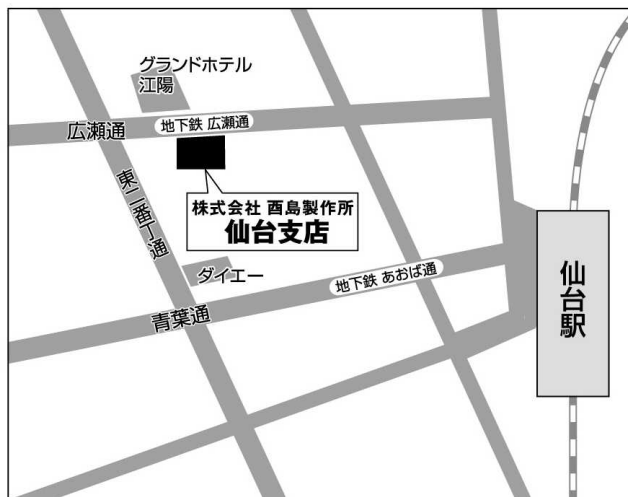 グランドホテル
江陽
広瀬通
地下鉄 広瀬通
東二番丁通
株式会社 酉島製作所
仙台支店
ダイエー
地下鉄 あおば通
青葉通
仙台駅